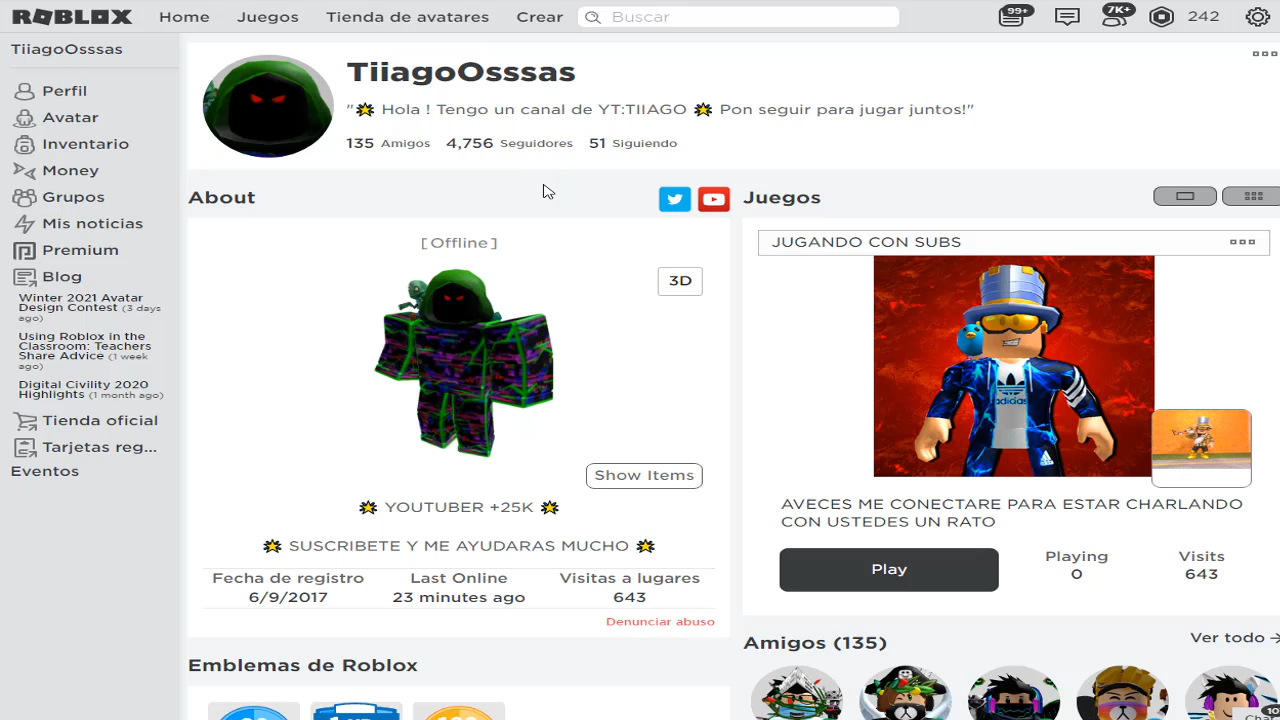 ROBLOX Home Juegos Tienda de avatares Crear Buscar 99+ 7K+ 242
TiiagoOsssas
Perfil
Avatar
Inventario
Money
Grupos
Mis noticias
Premium
Blog
Winter 2021 Avatar
Design Contest (3 days
ago)
Using Roblox in the
Classroom: Teachers
Share Advice (1 week
ago)
Digital Civility 2020
Highlights (1 month ago)
Tienda oficial
Tarjetas reg...
Eventos
TiiagoOsssas
"🌟 Hola ! Tengo un canal de YT:TIIAGO 🌟 Pon seguir para jugar juntos!"
135 Amigos 4,756 Seguidores 51 Siguiendo
About
[Offline]
3D
Show Items
🌟 YOUTUBER +25K 🌟
🌟 SUSCRIBETE Y ME AYUDARAS MUCHO 🌟
Fecha de registro Last Online Visitas a lugares
6/9/2017 23 minutes ago 643
Denunciar abuso
Emblemas de Roblox
Juegos
JUGANDO CON SUBS
adidas
AVECES ME CONECTARE PARA ESTAR CHARLANDO
CON USTEDES UN RATO
Play
Playing Visits
0 643
Amigos (135) Ver todo →